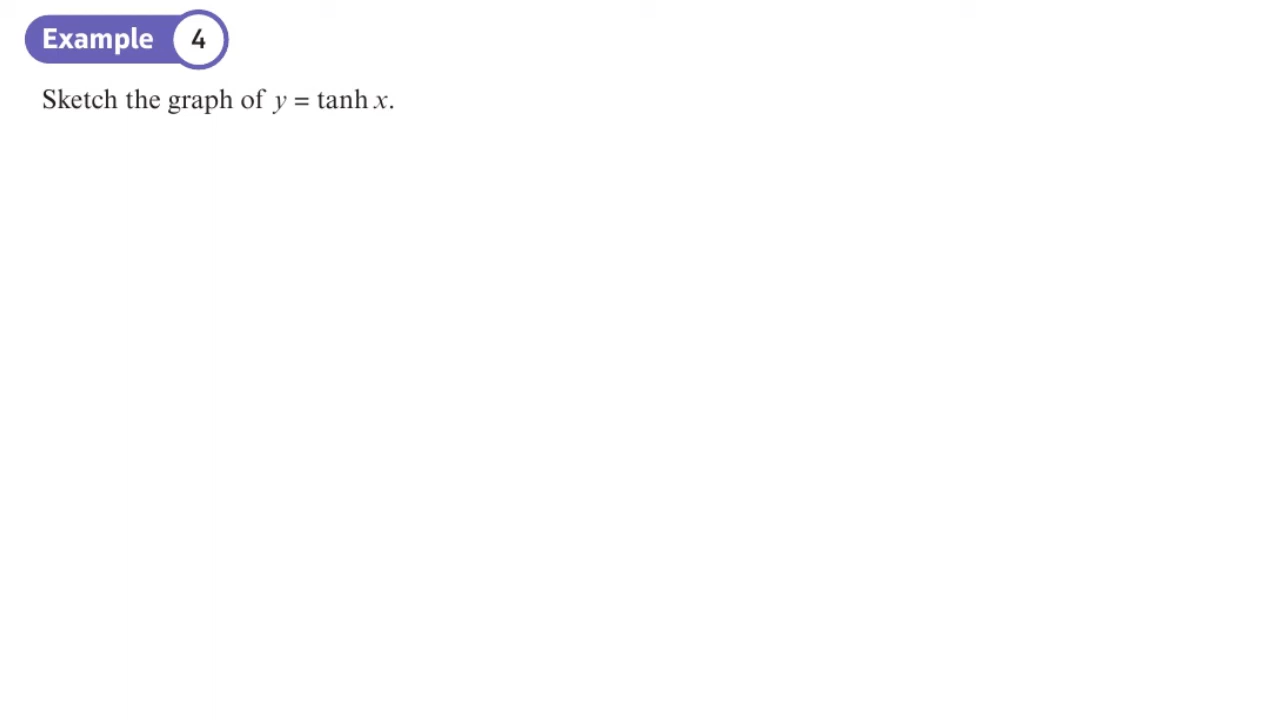 Example 4
Sketch the graph of y = tanh x.